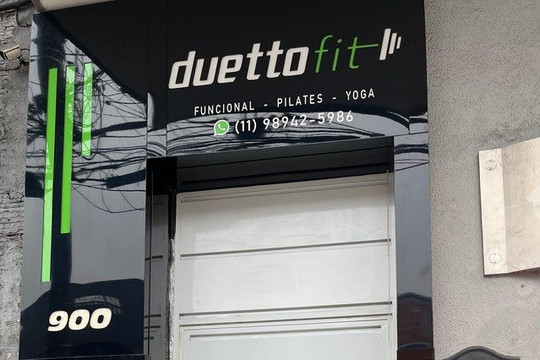 duettofit
FUNCIONAL - PILATES - YOGA
(11) 98942-5986
900